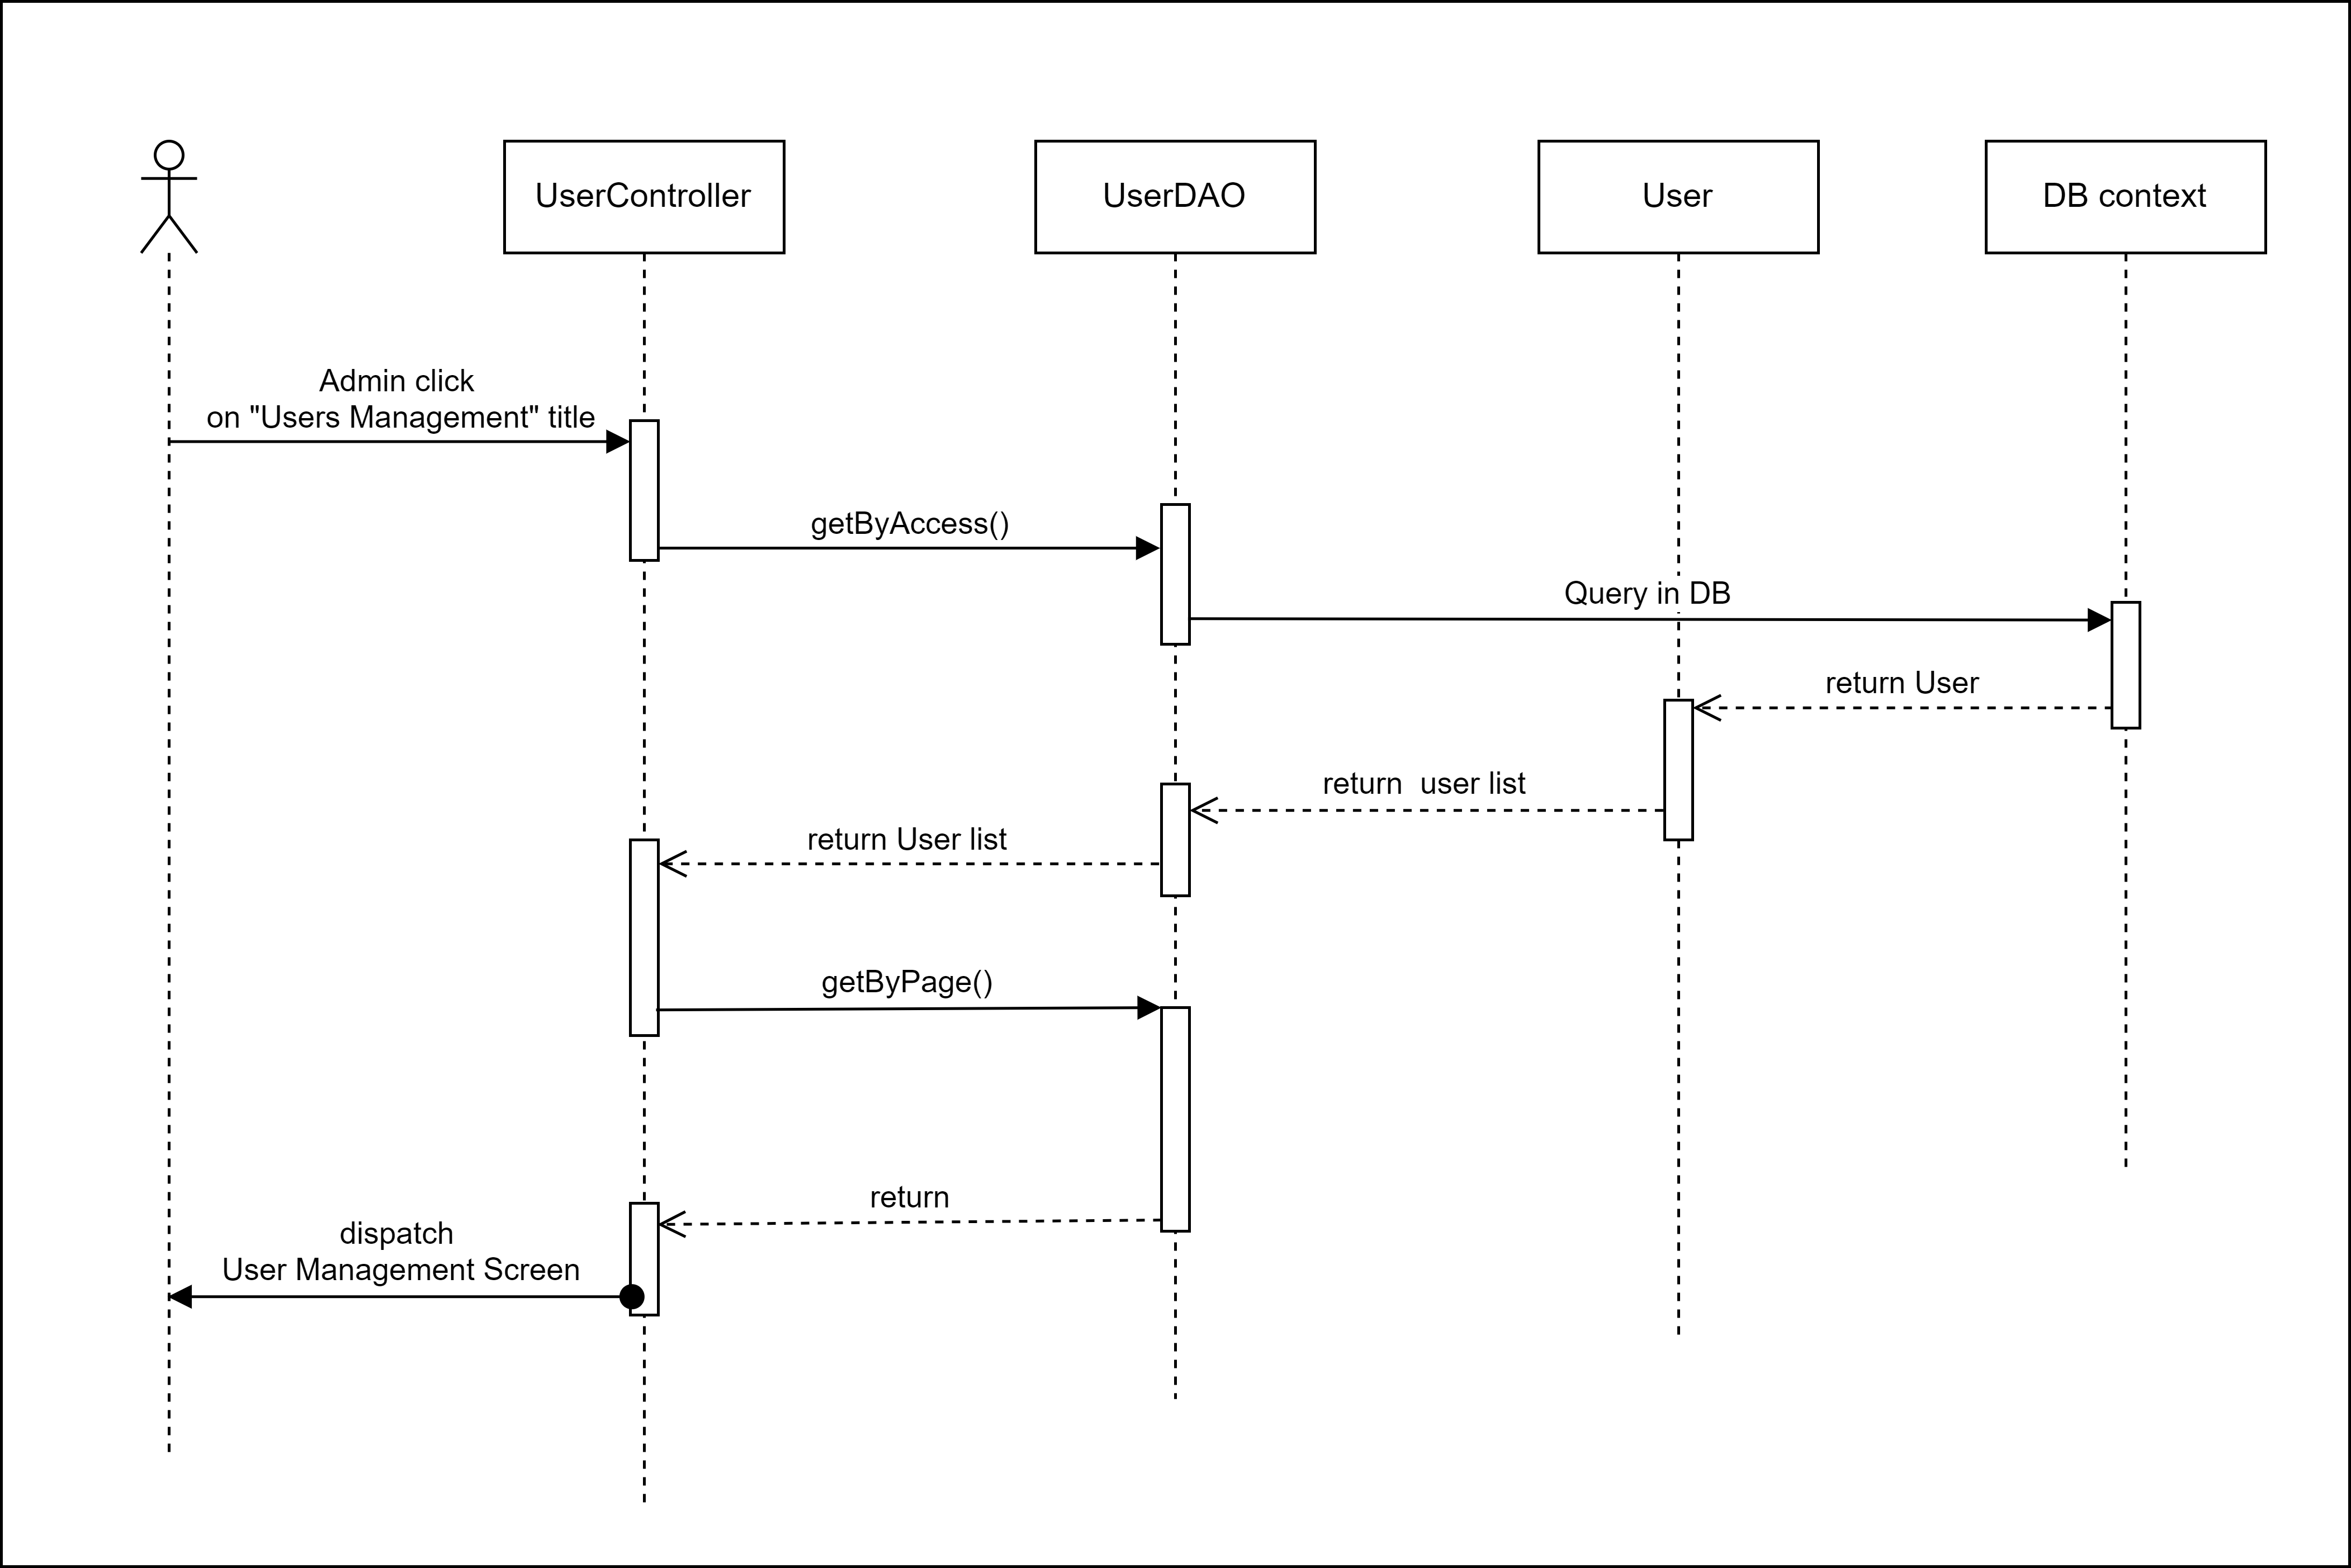 UserController
UserDAO
User
DB context
Admin click
on "Users Management" title
getByAccess()
Query in DB
return User
return  user list
return User list
getByPage()
return
dispatch
User Management Screen